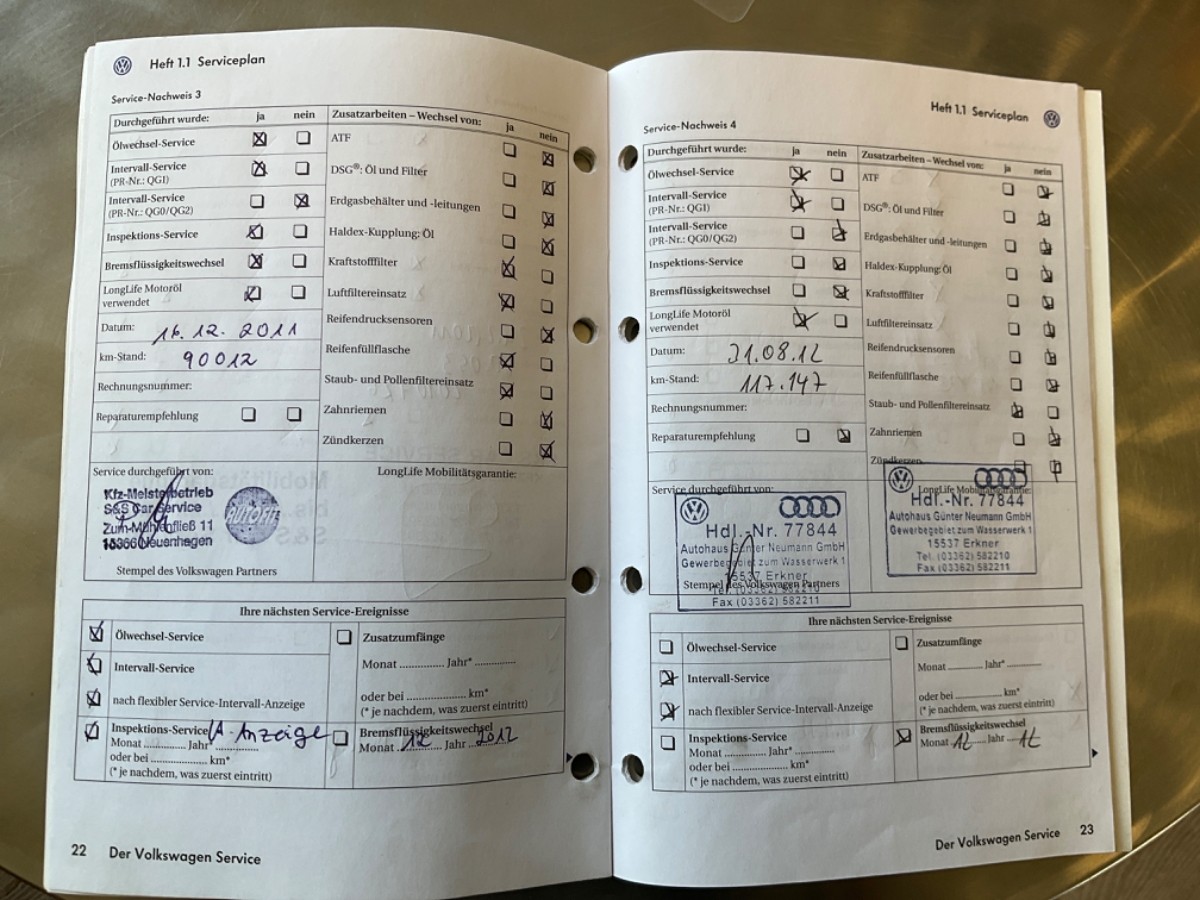 Heft 1.1 Serviceplan
Service-Nachweis 3
Durchgeführt wurde: ja nein
Ölwechsel-Service
Intervall-Service
(PR-Nr.: QG1)
Intervall-Service
(PR-Nr.: QG0/QG2)
Inspektions-Service
Bremsflüssigkeitswechsel
LongLife Motoröl
verwendet
Datum: 16.12.2011
km-Stand: 90012
Rechnungsnummer:
Reparaturempfehlung
Zusatzarbeiten – Wechsel von: ja nein
ATF
DSG®: Öl und Filter
Erdgasbehälter und -leitungen
Haldex-Kupplung: Öl
Kraftstofffilter
Luftfiltereinsatz
Reifendrucksensoren
Reifenfüllflasche
Staub- und Pollenfiltereinsatz
Zahnriemen
Zündkerzen
Service durchgeführt von:
Kfz-Meisterbetrieb
S&S Car Service
Zum Mühlenfließ 11
15366 Neuenhagen
Stempel des Volkswagen Partners
LongLife Mobilitätsgarantie:
Ihre nächsten Service-Ereignisse
Ölwechsel-Service
Intervall-Service
nach flexibler Service-Intervall-Anzeige
Inspektions-Service
Monat ............ Jahr* ............
oder bei ...................... km*
(* je nachdem, was zuerst eintritt)
Zusatzumfänge
Monat ............ Jahr* ............
oder bei ................ km*
(* je nachdem, was zuerst eintritt)
Bremsflüssigkeitswechsel
Monat 12 Jahr 2012
22 Der Volkswagen Service
Heft 1.1 Serviceplan
Service-Nachweis 4
Durchgeführt wurde: ja nein
Ölwechsel-Service
Intervall-Service
(PR-Nr.: QG1)
Intervall-Service
(PR-Nr.: QG0/QG2)
Inspektions-Service
Bremsflüssigkeitswechsel
LongLife Motoröl
verwendet
Datum: 31.08.12
km-Stand: 117.147
Rechnungsnummer:
Reparaturempfehlung
Zusatzarbeiten – Wechsel von: ja nein
ATF
DSG®: Öl und Filter
Erdgasbehälter und -leitungen
Haldex-Kupplung: Öl
Kraftstofffilter
Luftfiltereinsatz
Reifendrucksensoren
Reifenfüllflasche
Staub- und Pollenfiltereinsatz
Zahnriemen
Zündkerzen
Service durchgeführt von:
Hdl.-Nr. 77844
Autohaus Günter Neumann GmbH
Gewerbegebiet zum Wasserwerk 1
15537 Erkner
Tel. (03362) 582210
Fax (03362) 582211
Stempel des Volkswagen Partners
LongLife Mobilitätsgarantie:
Hdl.-Nr. 77844
Autohaus Günter Neumann GmbH
Gewerbegebiet zum Wasserwerk 1
15537 Erkner
Tel. (03362) 582210
Fax (03362) 582211
Ihre nächsten Service-Ereignisse
Ölwechsel-Service
Intervall-Service
nach flexibler Service-Intervall-Anzeige
Inspektions-Service
Monat ............ Jahr* ............
oder bei ...................... km*
(* je nachdem, was zuerst eintritt)
Zusatzumfänge
Monat ............ Jahr* ............
oder bei ................ km*
(* je nachdem, was zuerst eintritt)
Bremsflüssigkeitswechsel
Monat 12 Jahr 12
Der Volkswagen Service 23